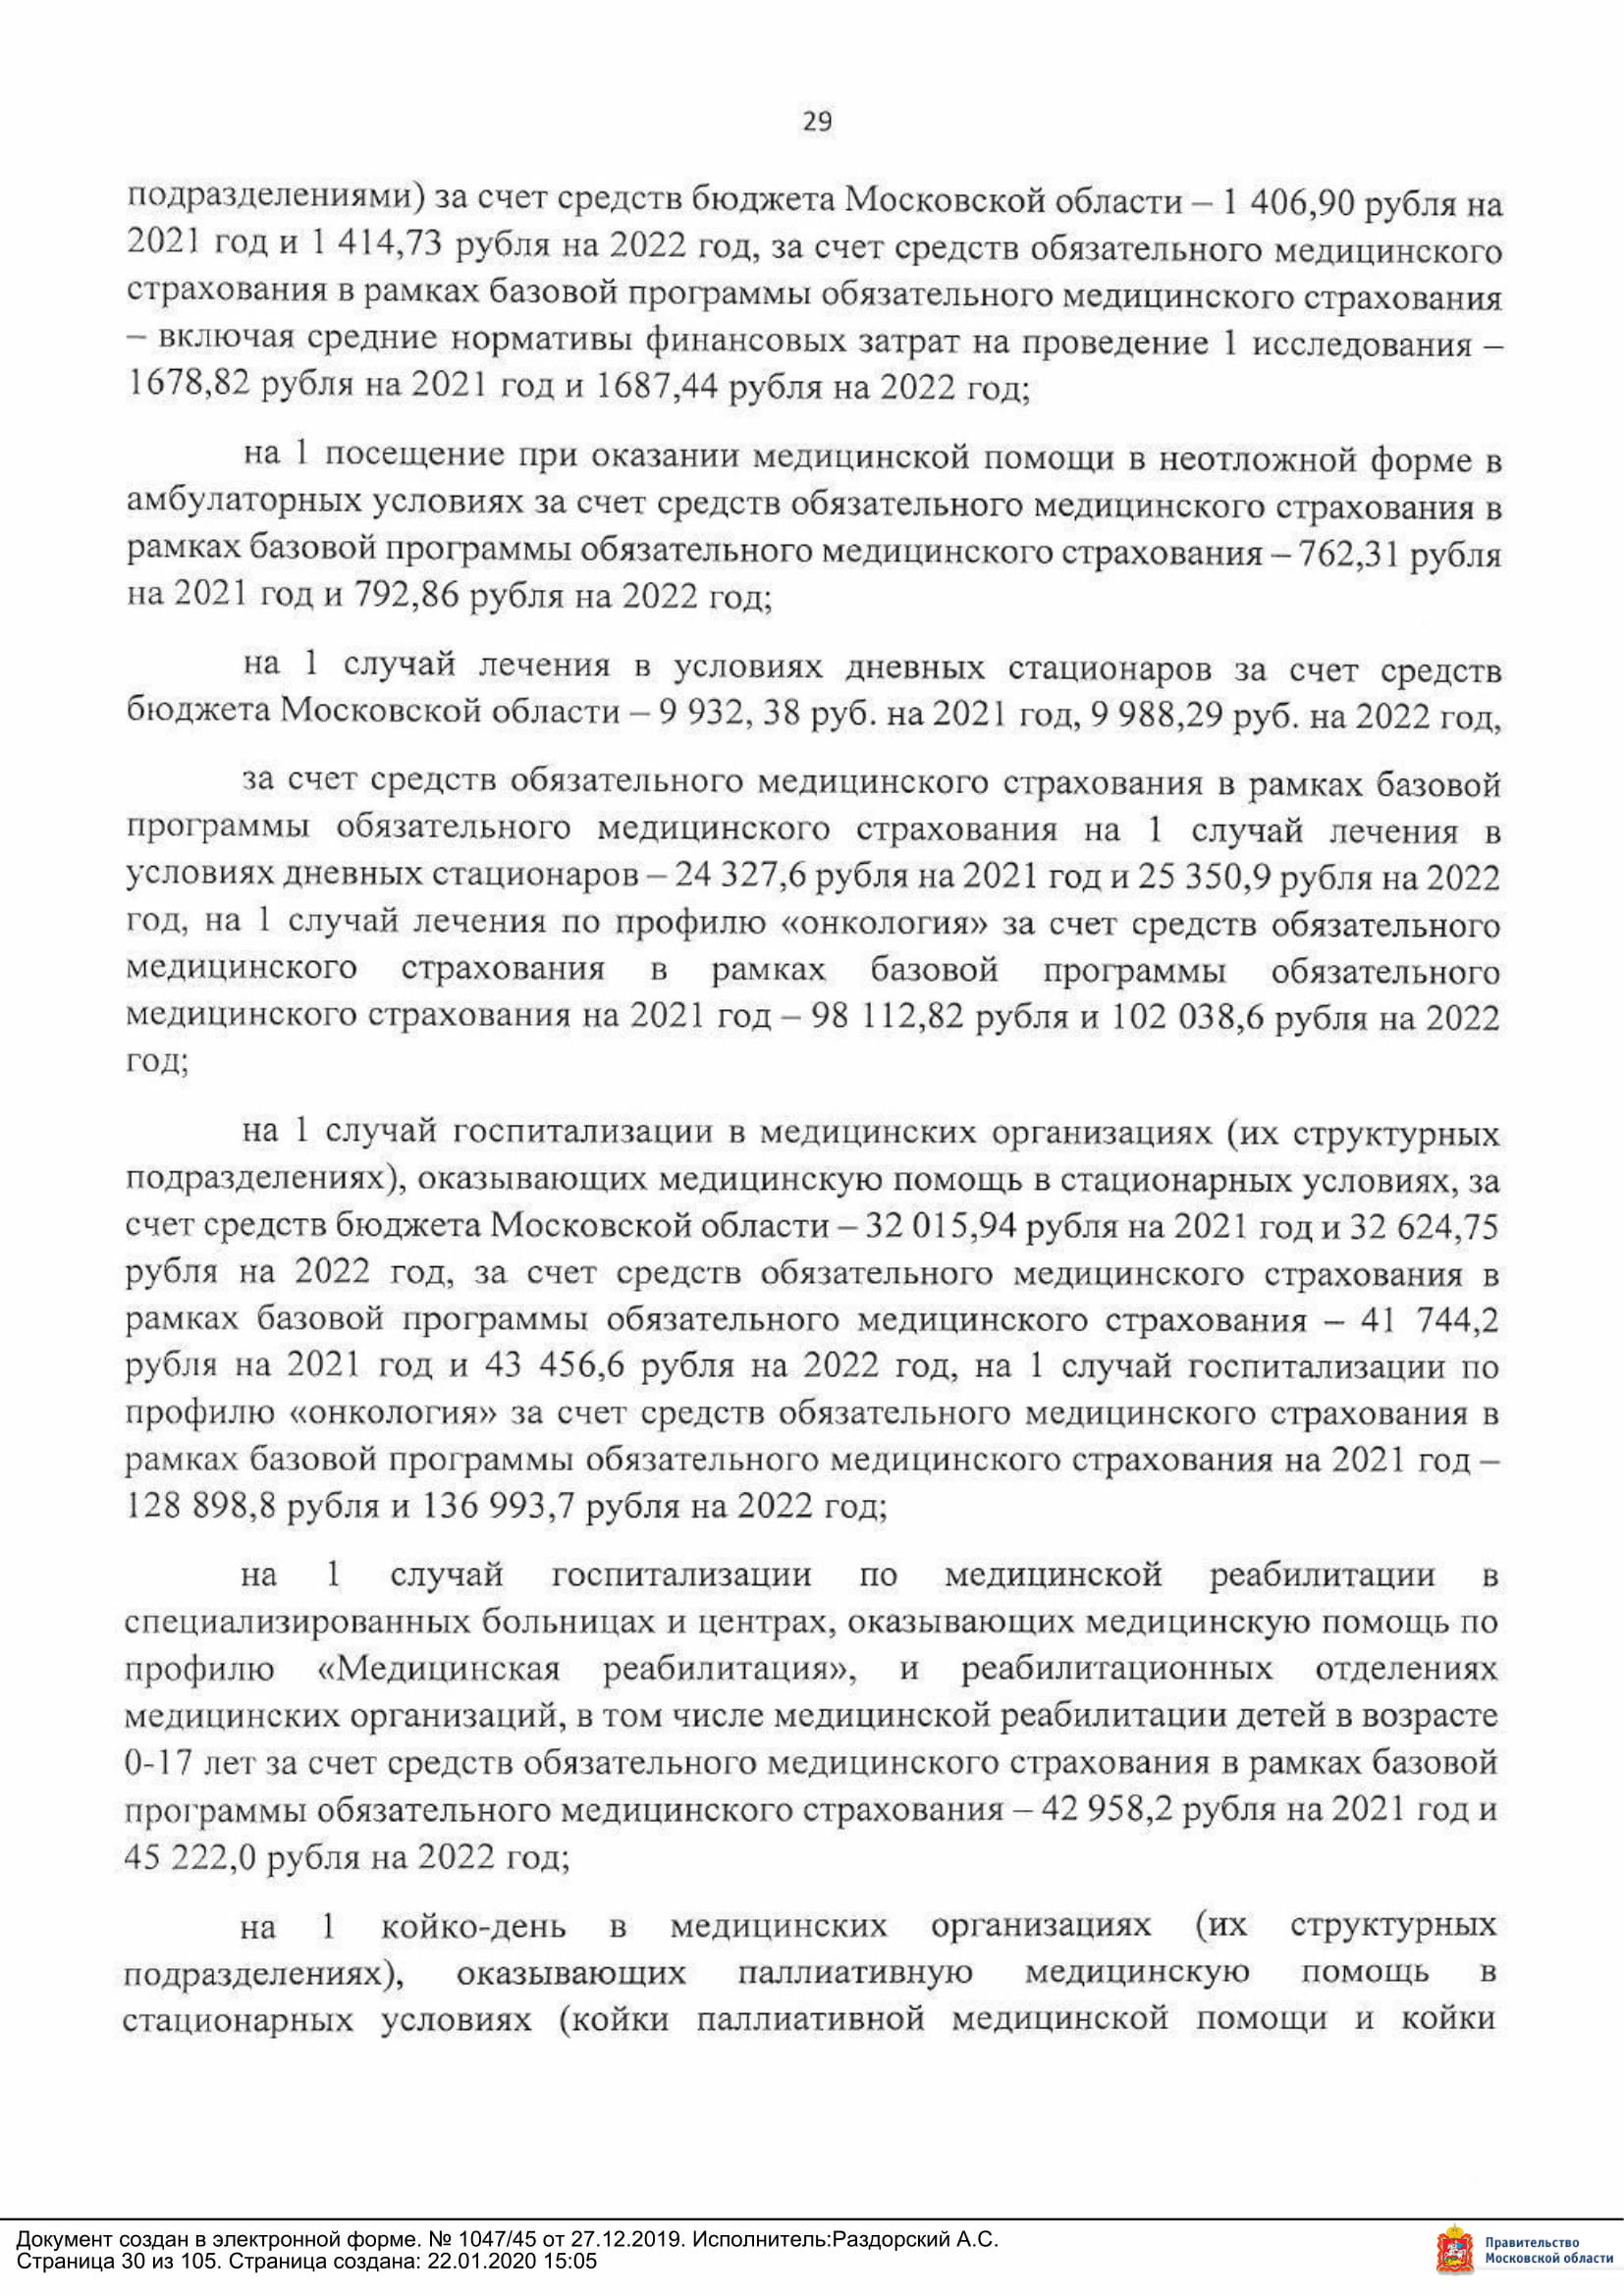 29
подразделениями) за счет средств бюджета Московской области – 1 406,90 рубля на
2021 год и 1 414,73 рубля на 2022 год, за счет средств обязательного медицинского
страхования в рамках базовой программы обязательного медицинского страхования
– включая средние нормативы финансовых затрат на проведение 1 исследования –
1678,82 рубля на 2021 год и 1687,44 рубля на 2022 год;
на 1 посещение при оказании медицинской помощи в неотложной форме в
амбулаторных условиях за счет средств обязательного медицинского страхования в
рамках базовой программы обязательного медицинского страхования – 762,31 рубля
на 2021 год и 792,86 рубля на 2022 год;
на 1 случай лечения в условиях дневных стационаров за счет средств
бюджета Московской области – 9 932, 38 руб. на 2021 год, 9 988,29 руб. на 2022 год,
за счет средств обязательного медицинского страхования в рамках базовой
программы обязательного медицинского страхования на 1 случай лечения в
условиях дневных стационаров – 24 327,6 рубля на 2021 год и 25 350,9 рубля на 2022
год, на 1 случай лечения по профилю «онкология» за счет средств обязательного
медицинского страхования в рамках базовой программы обязательного
медицинского страхования на 2021 год – 98 112,82 рубля и 102 038,6 рубля на 2022
год;
на 1 случай госпитализации в медицинских организациях (их структурных
подразделениях), оказывающих медицинскую помощь в стационарных условиях, за
счет средств бюджета Московской области – 32 015,94 рубля на 2021 год и 32 624,75
рубля на 2022 год, за счет средств обязательного медицинского страхования в
рамках базовой программы обязательного медицинского страхования – 41 744,2
рубля на 2021 год и 43 456,6 рубля на 2022 год, на 1 случай госпитализации по
профилю «онкология» за счет средств обязательного медицинского страхования в
рамках базовой программы обязательного медицинского страхования на 2021 год –
128 898,8 рубля и 136 993,7 рубля на 2022 год;
на 1 случай госпитализации по медицинской реабилитации в
специализированных больницах и центрах, оказывающих медицинскую помощь по
профилю «Медицинская реабилитация», и реабилитационных отделениях
медицинских организаций, в том числе медицинской реабилитации детей в возрасте
0-17 лет за счет средств обязательного медицинского страхования в рамках базовой
программы обязательного медицинского страхования – 42 958,2 рубля на 2021 год и
45 222,0 рубля на 2022 год;
на 1 койко-день в медицинских организациях (их структурных
подразделениях), оказывающих паллиативную медицинскую помощь в
стационарных условиях (койки паллиативной медицинской помощи и койки
Документ создан в электронной форме. № 1047/45 от 27.12.2019. Исполнитель:Раздорский А.С.
Страница 30 из 105. Страница создана: 22.01.2020 15:05
Правительство
Московской области